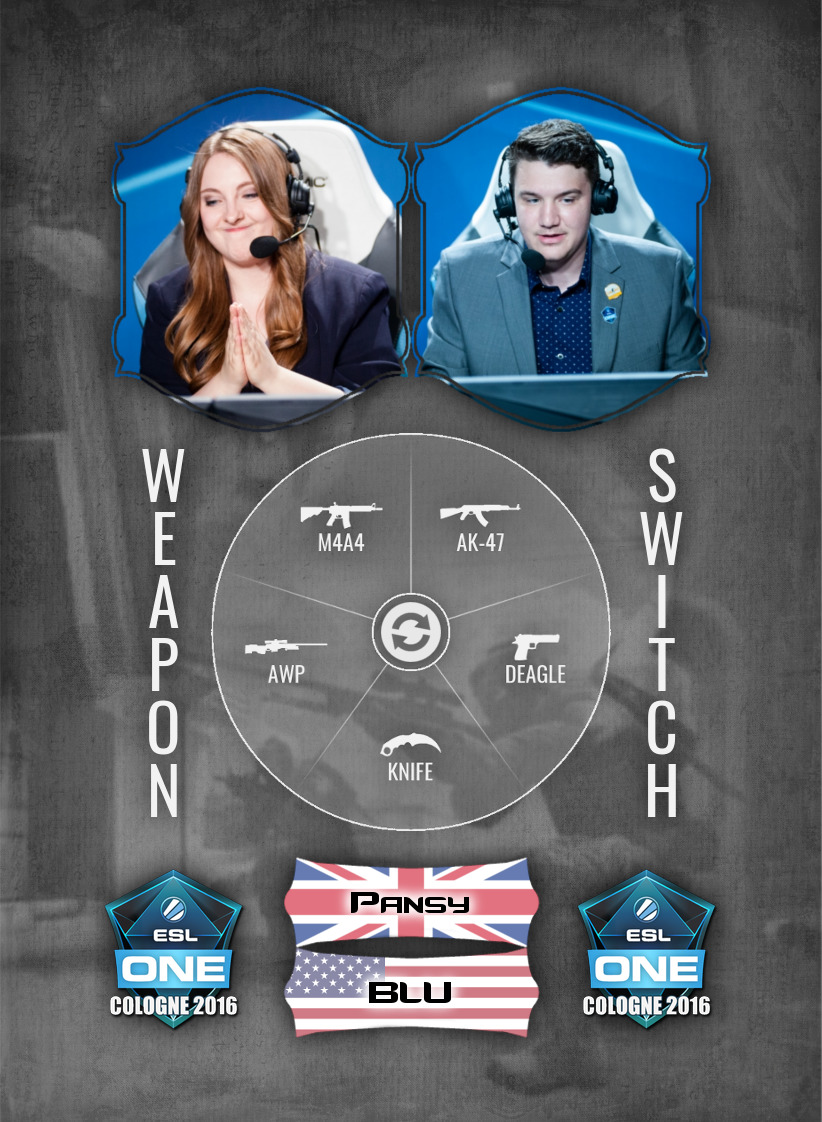 WEAPON
SWITCH
M4A4
AK-47
AWP
DEAGLE
KNIFE
Pansy
BLU
ESL
ONE
COLOGNE 2016
ESL
ONE
COLOGNE 2016